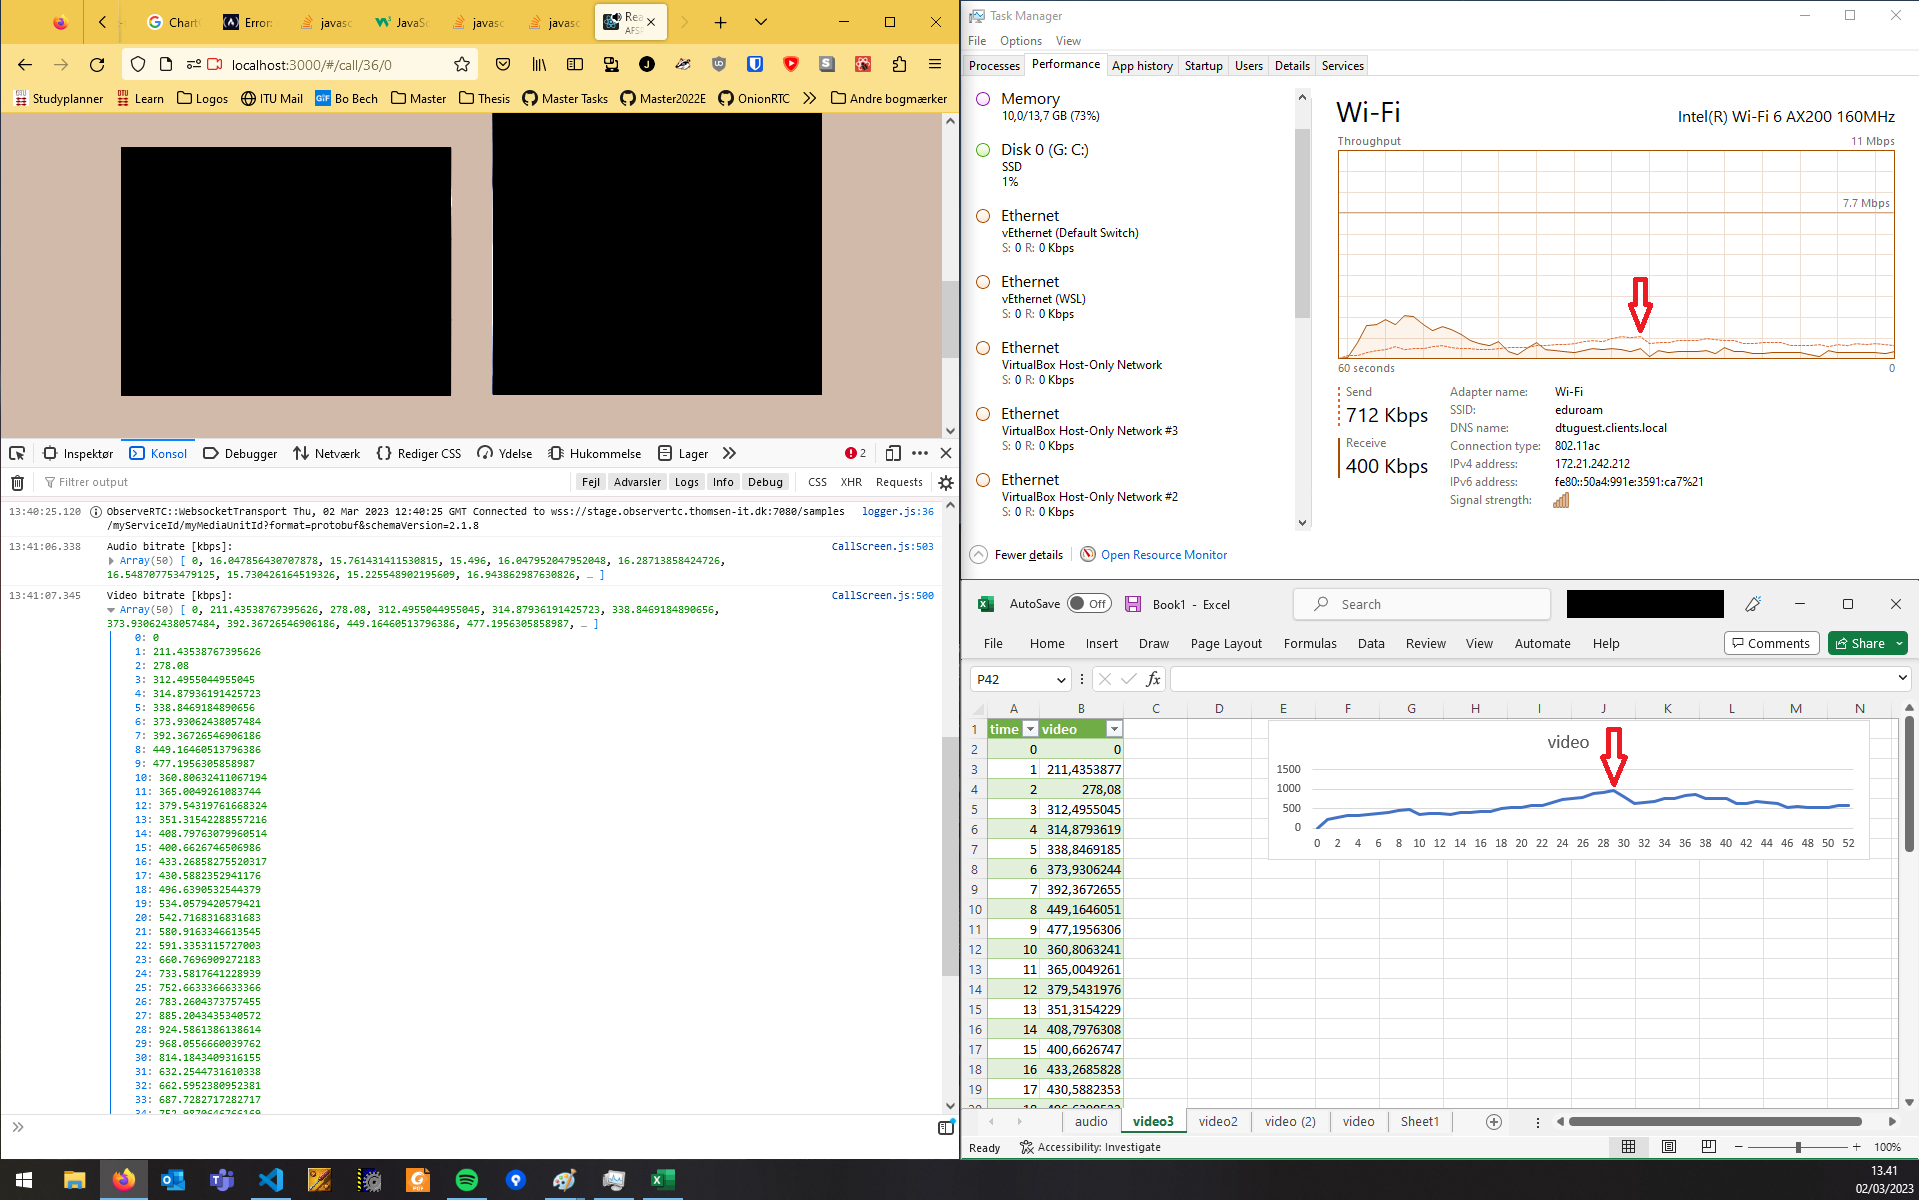 Chart
Error:
javasc
JavaSc
javasc
javasc
Rea
AFSP
localhost:3000/#/call/36/0
Studyplanner
Learn
Logos
ITU Mail
Bo Bech
Master
Thesis
Master Tasks
Master2022E
OnionRTC
Andre bogmærker
Inspektør
Konsol
Debugger
Netværk
Rediger CSS
Ydelse
Hukommelse
Lager
2
Filtrer output
Fejl
Advarsler
Logs
Info
Debug
CSS
XHR
Requests
13:40:25.120 ObserveRTC::WebsocketTransport Thu, 02 Mar 2023 12:40:25 GMT Connected to wss://stage.observertc.thomsen-it.dk:7080/samples logger.js:36
/myServiceId/myMediaUnitId?format=protobuf&schemaVersion=2.1.8
13:41:06.338 Audio bitrate [kbps]: CallScreen.js:503
Array(50) [ 0, 16.047856430707878, 15.761431411530815, 15.496, 16.047952047952048, 16.28713858424726,
16.548707753479125, 15.730426164519326, 15.225548902195609, 16.943862987630826, … ]
13:41:07.345 Video bitrate [kbps]: CallScreen.js:500
Array(50) [ 0, 211.43538767395626, 278.08, 312.4955044955045, 314.87936191425723, 338.8469184890656,
373.93062438057484, 392.36726546906186, 449.16460513796386, 477.1956305858987, … ]
0: 0
1: 211.43538767395626
2: 278.08
3: 312.4955044955045
4: 314.87936191425723
5: 338.8469184890656
6: 373.93062438057484
7: 392.36726546906186
8: 449.16460513796386
9: 477.1956305858987
10: 360.80632411067194
11: 365.0049261083744
12: 379.54319761668324
13: 351.31542288557216
14: 408.79763079960514
15: 400.6626746506986
16: 433.26858275520317
17: 430.5882352941176
18: 496.6390532544379
19: 534.0579420579421
20: 542.7168316831683
21: 580.9163346613545
22: 591.3353115727003
23: 660.7696909272183
24: 733.5817641228939
25: 752.6633366633366
26: 783.2604373757455
27: 885.2043435340572
28: 924.5861386138614
29: 968.0556660039762
30: 814.1843409316155
31: 632.2544731610338
32: 662.5952380952381
33: 687.7282717282717
34: 752.9870646766169
Task Manager
File Options View
Processes
Performance
App history
Startup
Users
Details
Services
Memory
10,0/13,7 GB (73%)
Disk 0 (G: C:)
SSD
1%
Ethernet
vEthernet (Default Switch)
S: 0 R: 0 Kbps
Ethernet
vEthernet (WSL)
S: 0 R: 0 Kbps
Ethernet
VirtualBox Host-Only Network
S: 0 R: 0 Kbps
Ethernet
VirtualBox Host-Only Network #3
S: 0 R: 0 Kbps
Ethernet
VirtualBox Host-Only Network #2
S: 0 R: 0 Kbps
Wi-Fi
Intel(R) Wi-Fi 6 AX200 160MHz
Throughput
11 Mbps
7.7 Mbps
60 seconds
0
Send
712 Kbps
Receive
400 Kbps
Adapter name: Wi-Fi
SSID: eduroam
DNS name: dtuguest.clients.local
Connection type: 802.11ac
IPv4 address: 172.21.242.212
IPv6 address: fe80::50a4:991e:3591:ca7%21
Signal strength:
Fewer details
Open Resource Monitor
AutoSave Off
Book1 - Excel
Search
File Home Insert Draw Page Layout Formulas Data Review View Automate Help
Comments
Share
P42
fx
A B C D E F G H I J K L M N
1 time video
2 0 0
3 1 211,4353877
4 2 278,08
5 3 312,4955045
6 4 314,8793619
7 5 338,8469185
8 6 373,9306244
9 7 392,3672655
10 8 449,1646051
11 9 477,1956306
12 10 360,8063241
13 11 365,0049261
14 12 379,5431976
15 13 351,3154229
16 14 408,7976308
17 15 400,6626747
18 16 433,2685828
19 17 430,5882353
video
1500
1000
500
0
0 2 4 6 8 10 12 14 16 18 20 22 24 26 28 30 32 34 36 38 40 42 44 46 48 50 52
audio
video3
video2
video (2)
video
Sheet1
Ready
Accessibility: Investigate
100%
13.41
02/03/2023